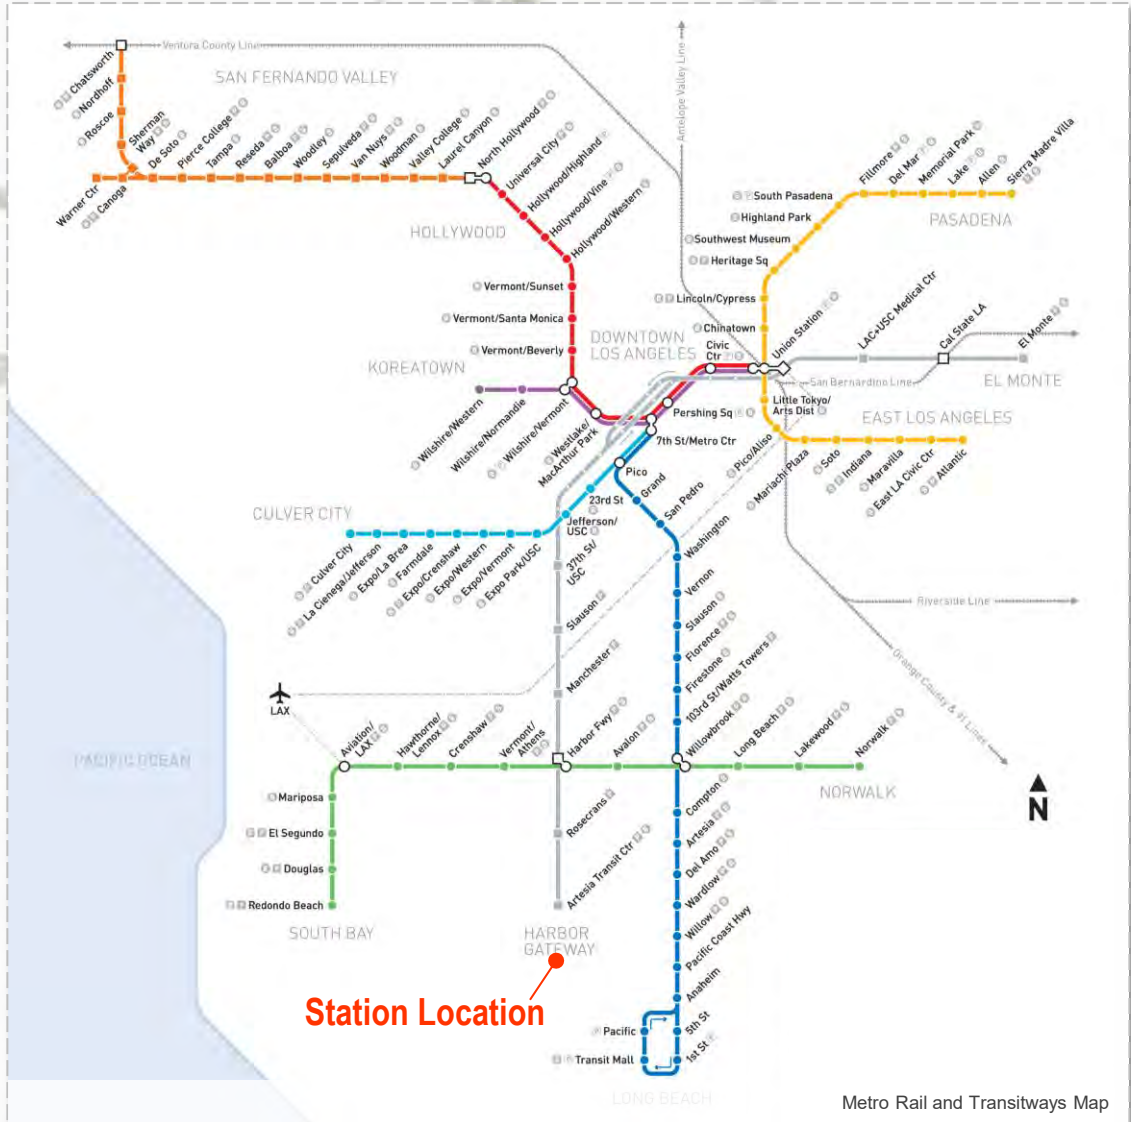 Ventura County Line
Antelope Valley Line
SAN FERNANDO VALLEY
Chatsworth
Nordhoff
Roscoe
Sherman
Way
Warner Ctr
Canoga
De Soto
Pierce College
Tampa
Reseda
Balboa
Woodley
Sepulveda
Van Nuys
Woodman
Valley College
Laurel Canyon
North Hollywood
Universal City
Hollywood/Highland
Hollywood/Vine
Hollywood/Western
HOLLYWOOD
Vermont/Sunset
Vermont/Santa Monica
Vermont/Beverly
KOREATOWN
Wilshire/Western
Wilshire/Normandie
Wilshire/Vermont
Westlake/
MacArthur Park
DOWNTOWN
LOS ANGELES
Civic
Ctr
Pershing Sq
7th St/Metro Ctr
Union Station
Fillmore
Del Mar
Memorial Park
Lake
Allen
Sierra Madre Villa
PASADENA
South Pasadena
Highland Park
Southwest Museum
Heritage Sq
Lincoln/Cypress
Chinatown
LAC+USC Medical Ctr
Cal State LA
El Monte
San Bernardino Line
EL MONTE
Little Tokyo/
Arts Dist
EAST LOS ANGELES
Pico/Aliso
Mariachi Plaza
Soto
Indiana
Maravilla
East LA Civic Ctr
Atlantic
Pico
Grand
San Pedro
23rd St
Jefferson/
USC
37th St/
USC
CULVER CITY
Culver City
La Cienega/Jefferson
Expo/La Brea
Farmdale
Expo/Crenshaw
Expo/Western
Expo/Vermont
Expo Park/USC
Washington
Vernon
Slauson
Florence
Firestone
103rd St/Watts Towers
Willowbrook
Slauson
Manchester
Riverside Line
Orange County & 91 Lines
LAX
PACIFIC OCEAN
Aviation/
LAX
Hawthorne/
Lennox
Crenshaw
Vermont/
Athens
Harbor Fwy
Avalon
Long Beach
Lakewood
Norwalk
NORWALK
N
Mariposa
El Segundo
Douglas
Redondo Beach
SOUTH BAY
Rosecrans
Artesia Transit Ctr
HARBOR
GATEWAY
Compton
Artesia
Del Amo
Wardlow
Willow
Pacific Coast Hwy
Anaheim
5th St
1st St
Pacific
Transit Mall
LONG BEACH
Station Location
Metro Rail and Transitways Map